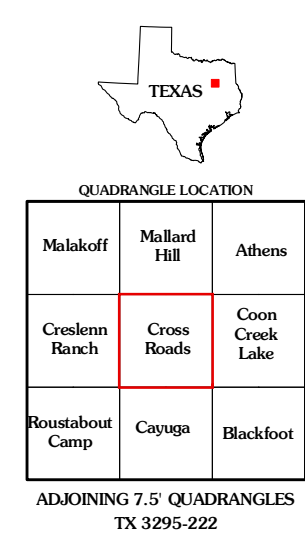 TEXAS
QUADRANGLE LOCATION
Malakoff
Mallard
Hill
Athens
Creslenn
Ranch
Cross
Roads
Coon
Creek
Lake
Roustabout
Camp
Cayuga
Blackfoot
ADJOINING 7.5' QUADRANGLES
TX 3295-222